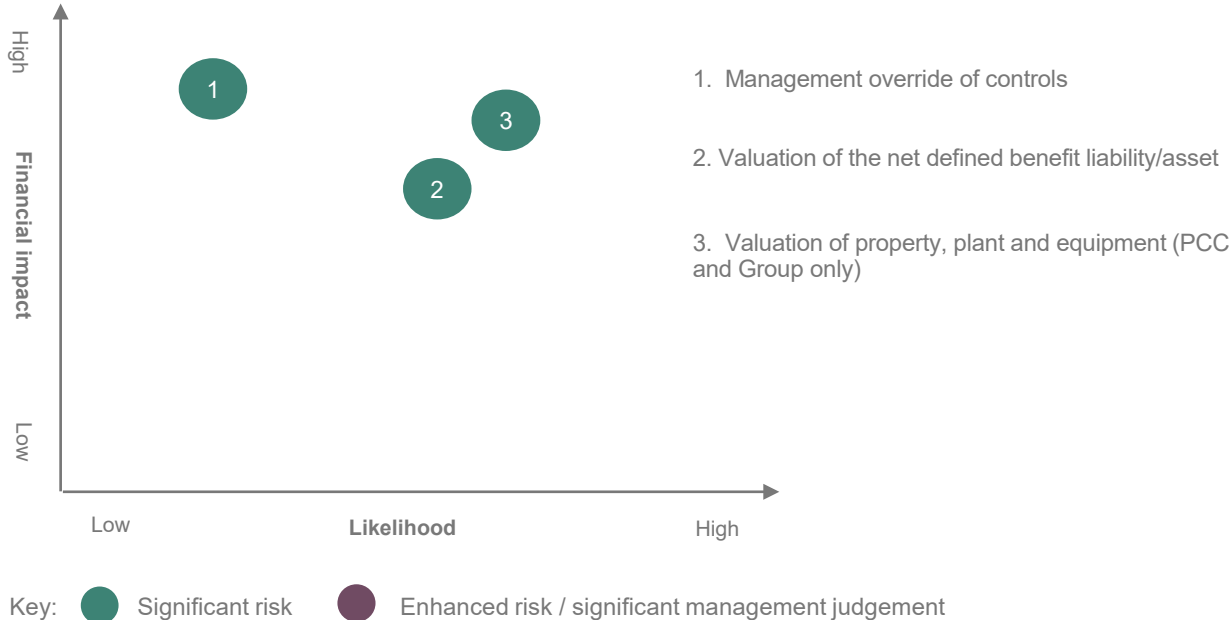 High
Financial impact
Low
1
3
2
1. Management override of controls
2. Valuation of the net defined benefit liability/asset
3. Valuation of property, plant and equipment (PCC
and Group only)
Low
Likelihood
High
Key:
Significant risk
Enhanced risk / significant management judgement